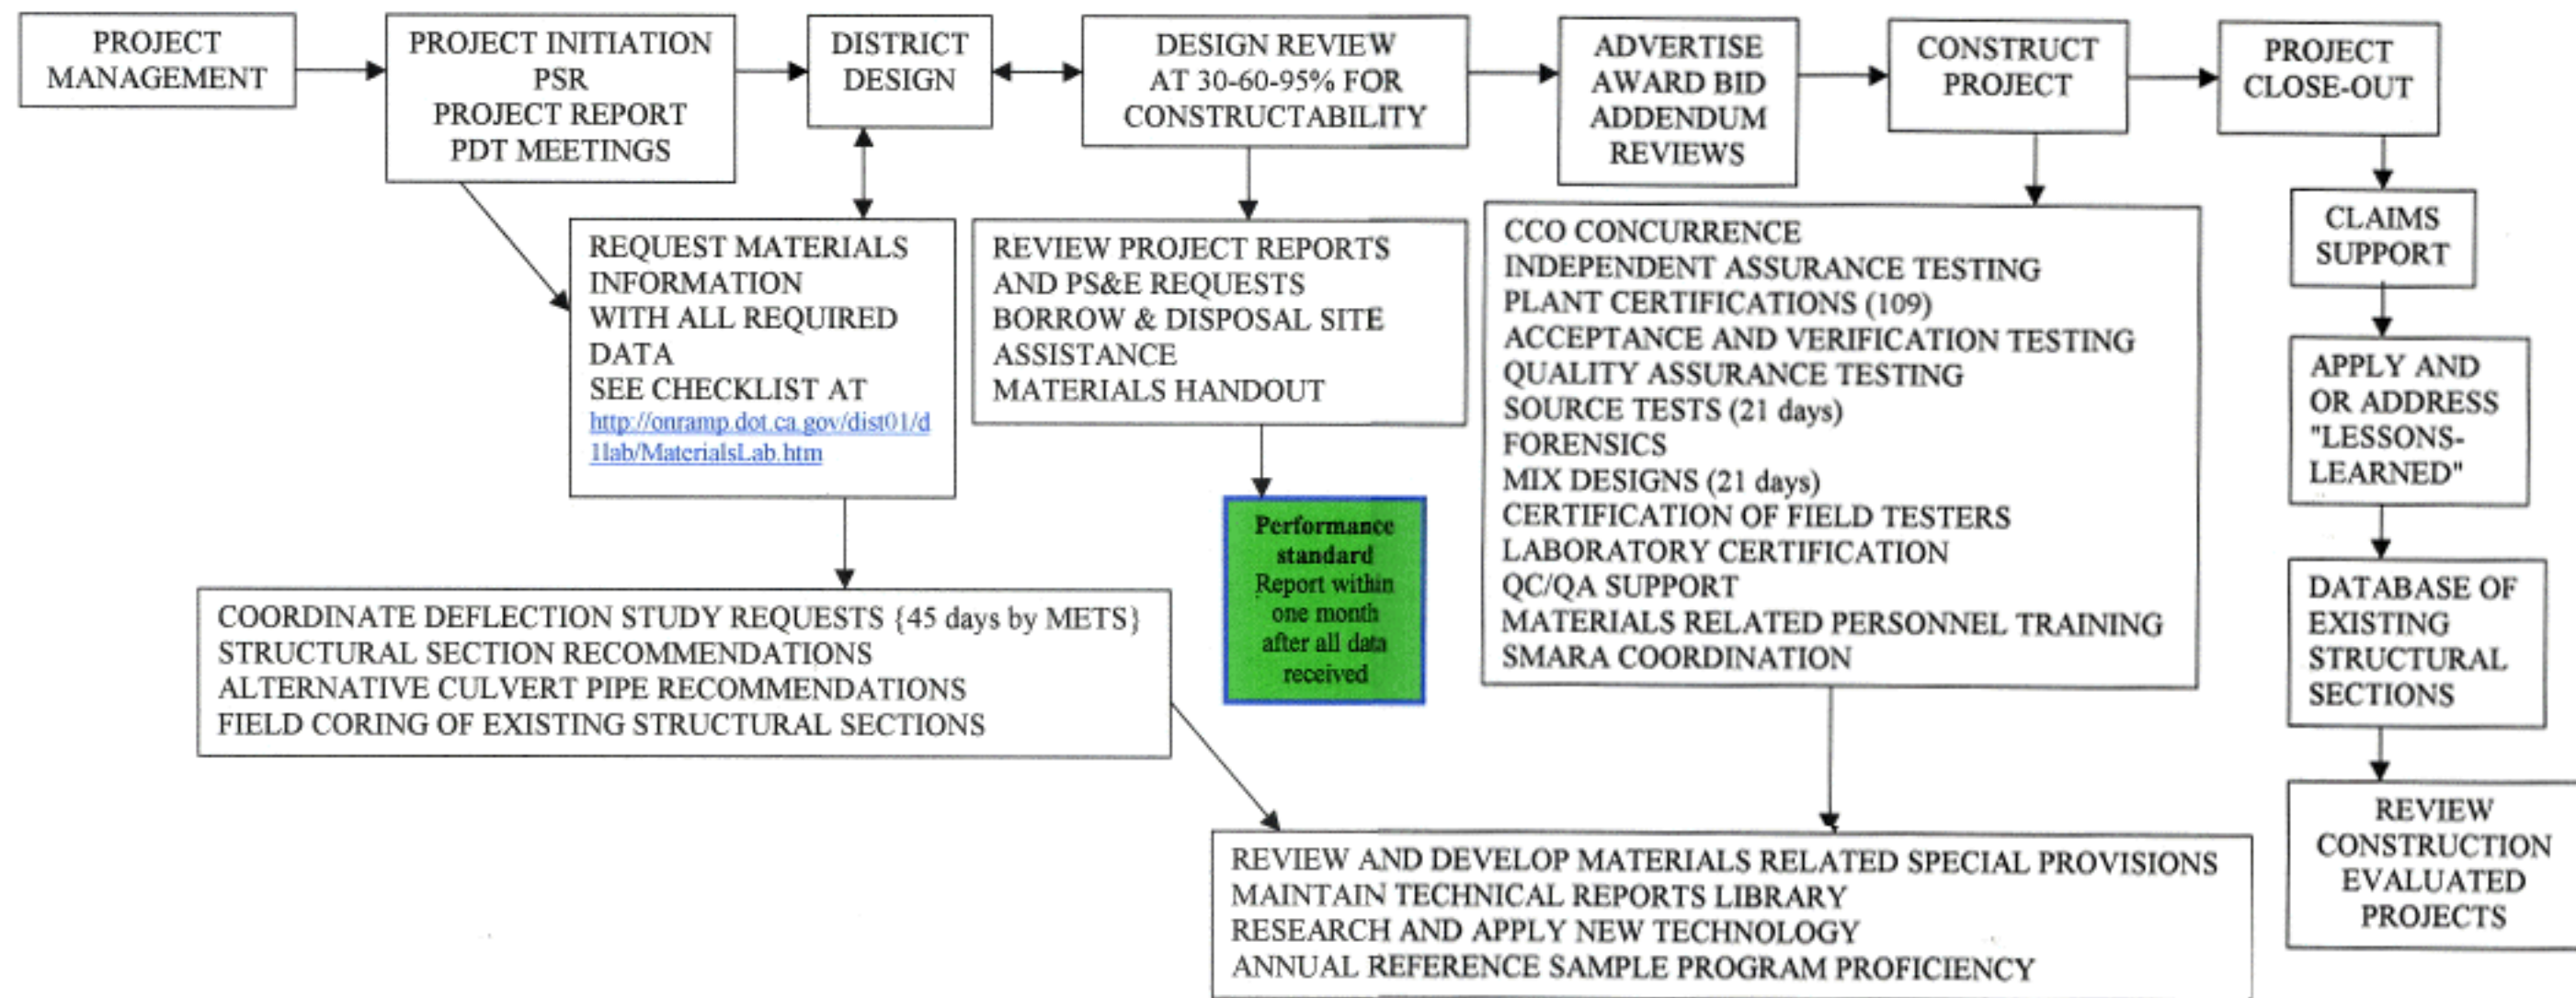 PROJECT
MANAGEMENT
PROJECT INITIATION
PSR
PROJECT REPORT
PDT MEETINGS
DISTRICT
DESIGN
DESIGN REVIEW
AT 30-60-95% FOR
CONSTRUCTABILITY
ADVERTISE
AWARD BID
ADDENDUM
REVIEWS
CONSTRUCT
PROJECT
PROJECT
CLOSE-OUT
REQUEST MATERIALS
INFORMATION
WITH ALL REQUIRED
DATA
SEE CHECKLIST AT
http://onramp.dot.ca.gov/dist01/d
1lab/MaterialsLab.htm
REVIEW PROJECT REPORTS
AND PS&E REQUESTS
BORROW & DISPOSAL SITE
ASSISTANCE
MATERIALS HANDOUT
CCO CONCURRENCE
INDEPENDENT ASSURANCE TESTING
PLANT CERTIFICATIONS (109)
ACCEPTANCE AND VERIFICATION TESTING
QUALITY ASSURANCE TESTING
SOURCE TESTS (21 days)
FORENSICS
MIX DESIGNS (21 days)
CERTIFICATION OF FIELD TESTERS
LABORATORY CERTIFICATION
QC/QA SUPPORT
MATERIALS RELATED PERSONNEL TRAINING
SMARA COORDINATION
CLAIMS
SUPPORT
APPLY AND
OR ADDRESS
"LESSONS-
LEARNED"
Performance
standard
Report within
one month
after all data
received
DATABASE OF
EXISTING
STRUCTURAL
SECTIONS
COORDINATE DEFLECTION STUDY REQUESTS {45 days by METS}
STRUCTURAL SECTION RECOMMENDATIONS
ALTERNATIVE CULVERT PIPE RECOMMENDATIONS
FIELD CORING OF EXISTING STRUCTURAL SECTIONS
REVIEW
CONSTRUCTION
EVALUATED
PROJECTS
REVIEW AND DEVELOP MATERIALS RELATED SPECIAL PROVISIONS
MAINTAIN TECHNICAL REPORTS LIBRARY
RESEARCH AND APPLY NEW TECHNOLOGY
ANNUAL REFERENCE SAMPLE PROGRAM PROFICIENCY